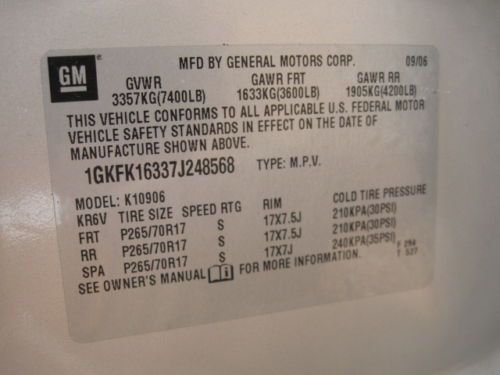 GM
MFD BY GENERAL MOTORS CORP. 09/06
GVWR GAWR FRT GAWR RR
3357KG(7400LB) 1633KG(3600LB) 1905KG(4200LB)
THIS VEHICLE CONFORMS TO ALL APPLICABLE U.S. FEDERAL MOTOR
VEHICLE SAFETY STANDARDS IN EFFECT ON THE DATE OF
MANUFACTURE SHOWN ABOVE.
1GKFK16337J248568 TYPE: M.P.V.
MODEL: K10906
KR6V TIRE SIZE SPEED RTG RIM COLD TIRE PRESSURE
FRT P265/70R17 S 17X7.5J 210KPA(30PSI)
RR P265/70R17 S 17X7.5J 210KPA(30PSI)
SPA P265/70R17 S 17X7J 240KPA(35PSI)
SEE OWNER'S MANUAL FOR MORE INFORMATION.
F 294
T 527